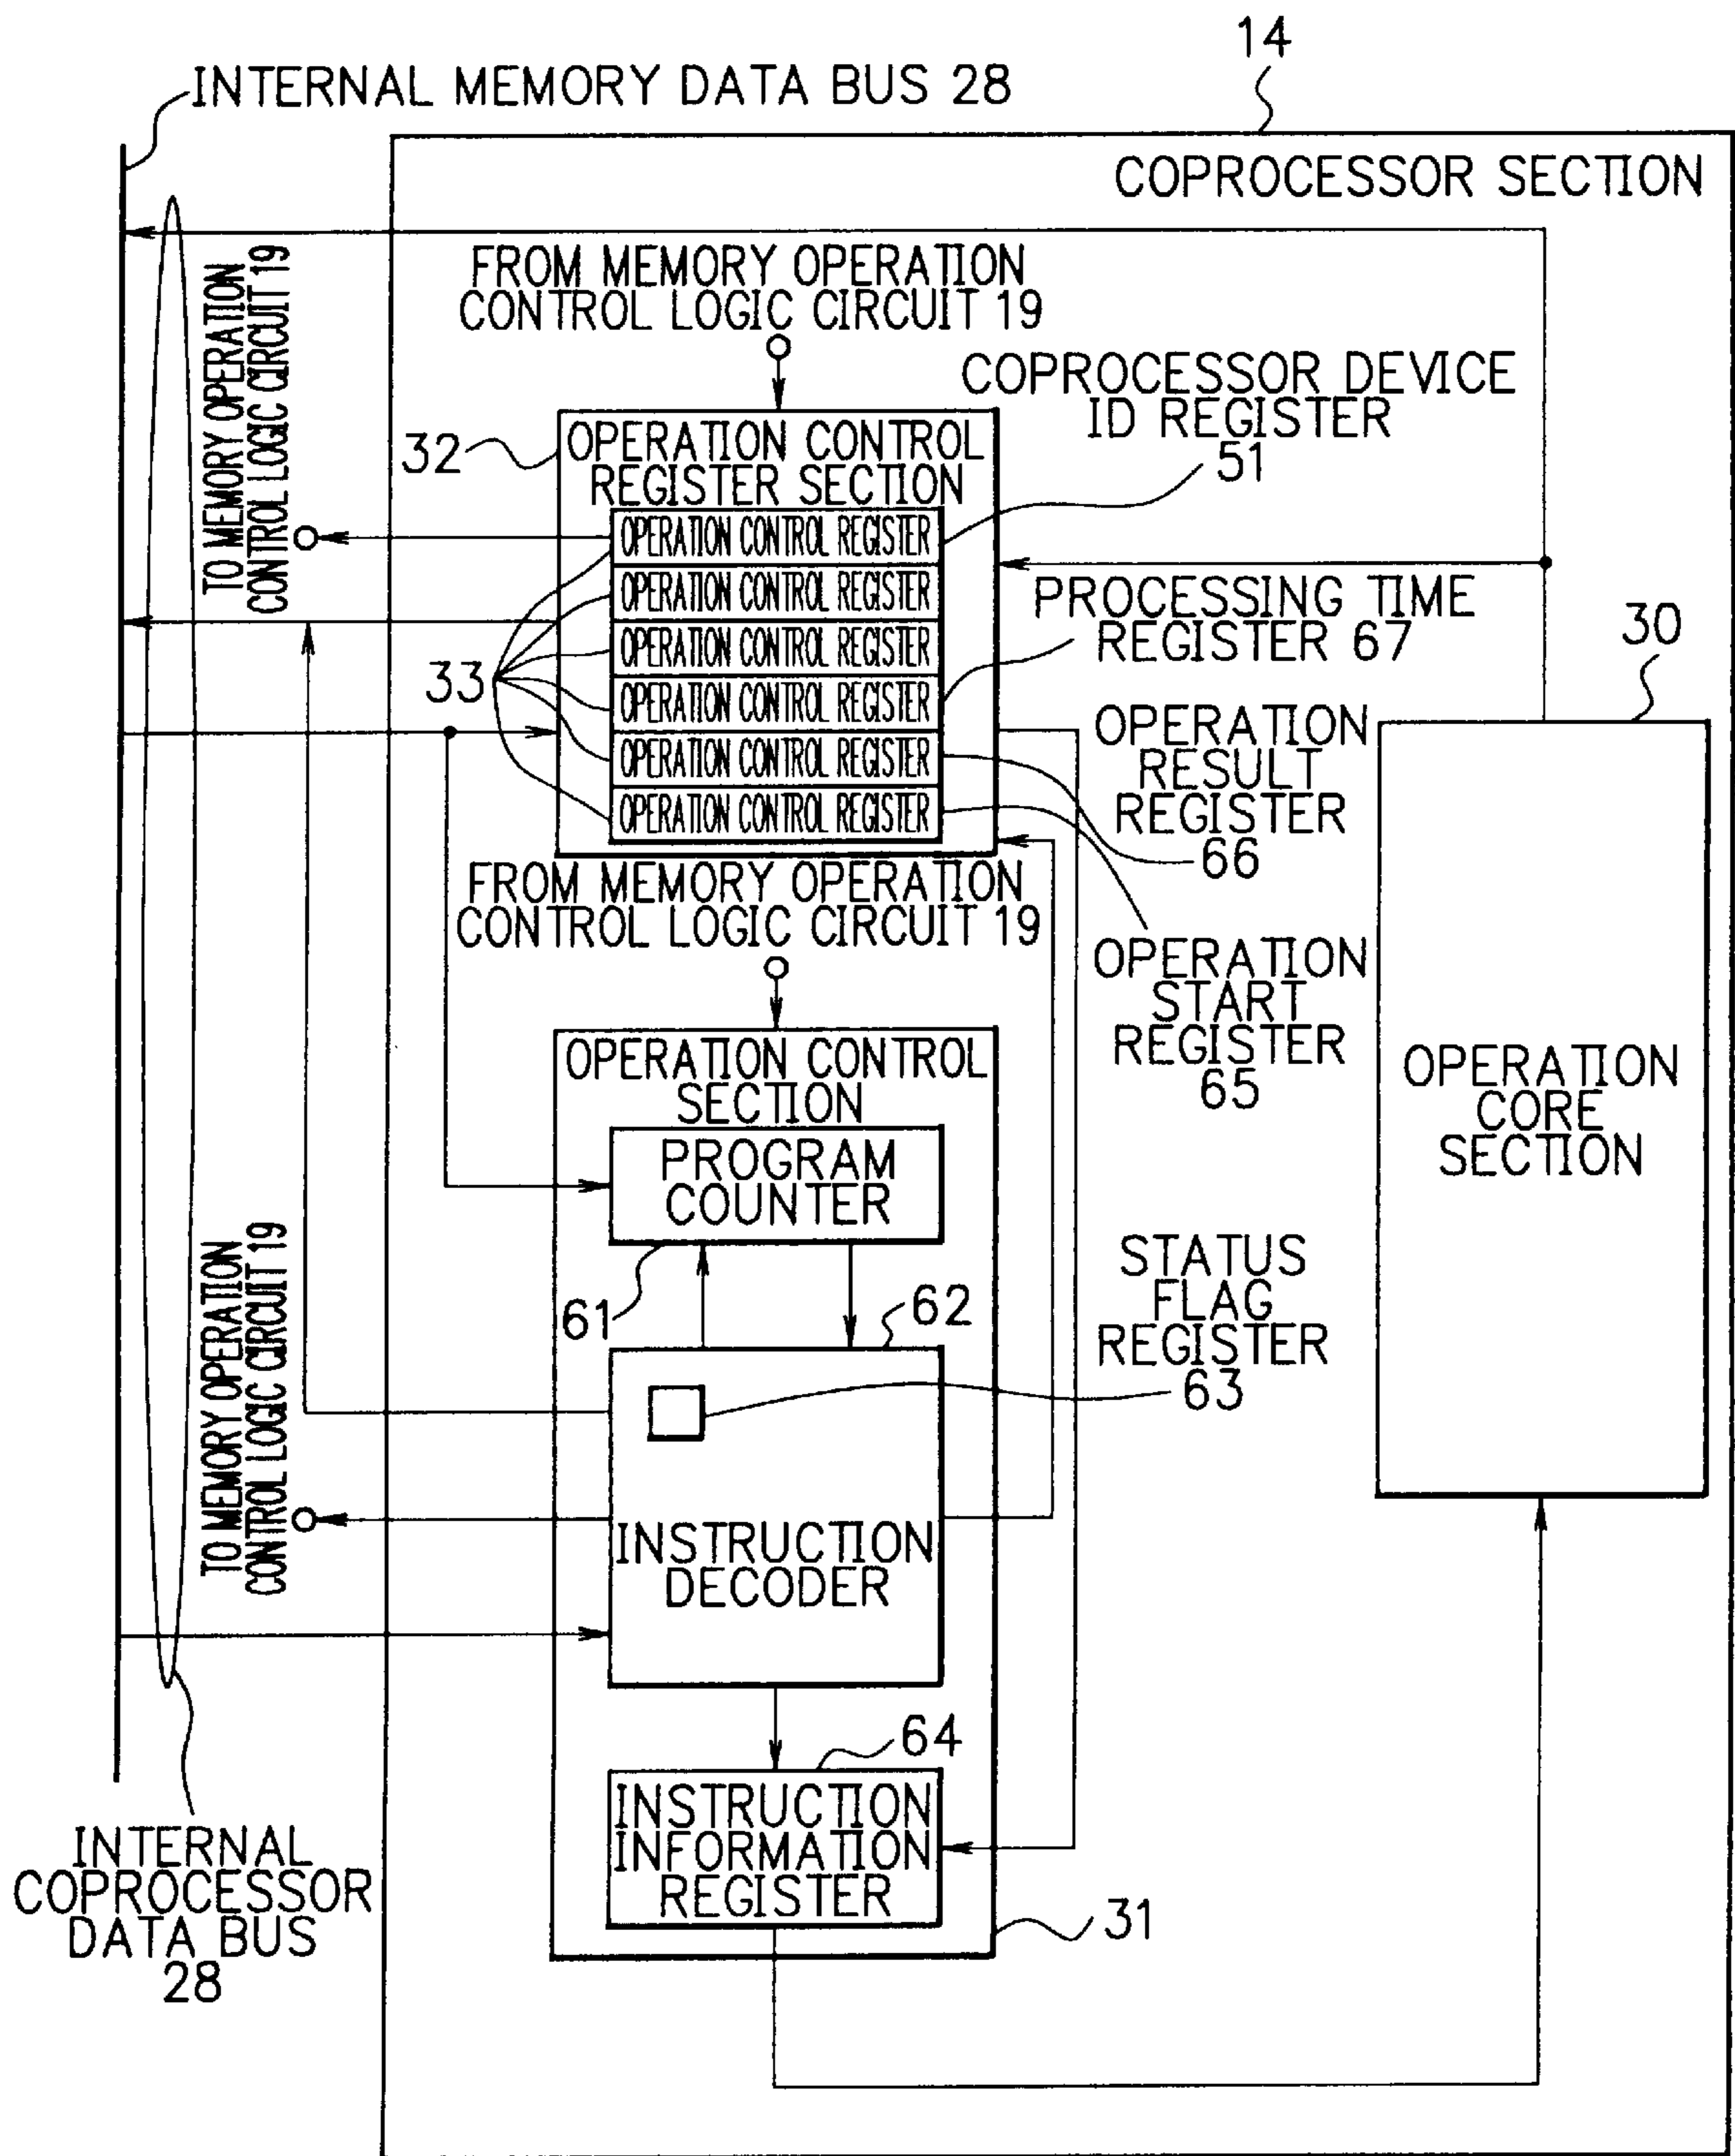 14
INTERNAL MEMORY DATA BUS 28
COPROCESSOR SECTION
FROM MEMORY OPERATION
CONTROL LOGIC CIRCUIT 19
TO MEMORY OPERATION
CONTROL LOGIC CIRCUIT 19
COPROCESSOR DEVICE
ID REGISTER
51
32
OPERATION CONTROL
REGISTER SECTION
OPERATION CONTROL REGISTER
OPERATION CONTROL REGISTER
OPERATION CONTROL REGISTER
OPERATION CONTROL REGISTER
OPERATION CONTROL REGISTER
OPERATION CONTROL REGISTER
33
PROCESSING TIME
REGISTER 67
30
OPERATION
RESULT
REGISTER
66
FROM MEMORY OPERATION
CONTROL LOGIC CIRCUIT 19
OPERATION
START
REGISTER
65
OPERATION
CORE
SECTION
OPERATION CONTROL
SECTION
PROGRAM
COUNTER
61
62
STATUS
FLAG
REGISTER
63
TO MEMORY OPERATION
CONTROL LOGIC CIRCUIT 19
INSTRUCTION
DECODER
64
INSTRUCTION
INFORMATION
REGISTER
31
INTERNAL
COPROCESSOR
DATA BUS
28